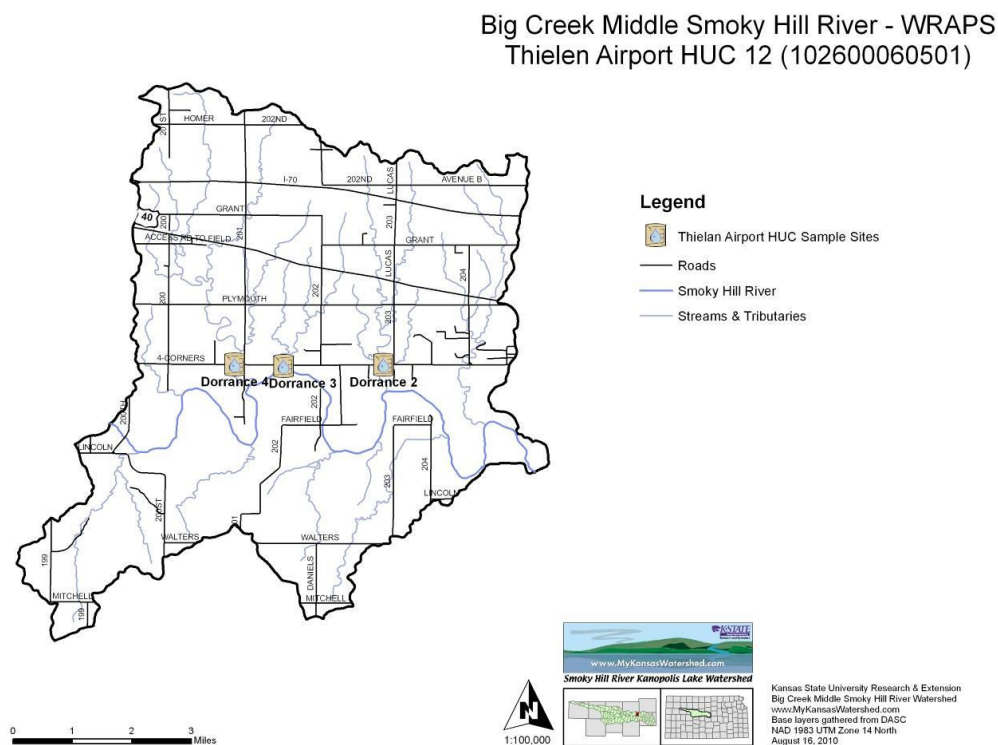 Big Creek Middle Smoky Hill River - WRAPS
Thielen Airport HUC 12 (102600060501)
HOMER 202ND
I-70 202ND LUCAS AVENUE B
40 200 GRANT 203
ACCESS RD TO FIELD 201 GRANT
LUCAS 204
200 PLYMOUTH 202 203
4-CORNERS
Dorrance 4 Dorrance 3 Dorrance 2
202 FAIRFIELD FAIRFIELD
LINCOLN 202 203 204
LINCOLN
WALTERS WALTERS
199 DANIELS
MITCHELL MITCHELL
199
Legend
Thielan Airport HUC Sample Sites
Roads
Smoky Hill River
Streams & Tributaries
K-STATE
www.MyKansasWatershed.com
Smoky Hill River Kanopolis Lake Watershed
N
1:100,000
Kansas State University Research & Extension
Big Creek Middle Smoky Hill River Watershed
www.MyKansasWatershed.com
Base layers gathered from DASC
NAD 1983 UTM Zone 14 North
August 16, 2010
0 1 2 3
Miles